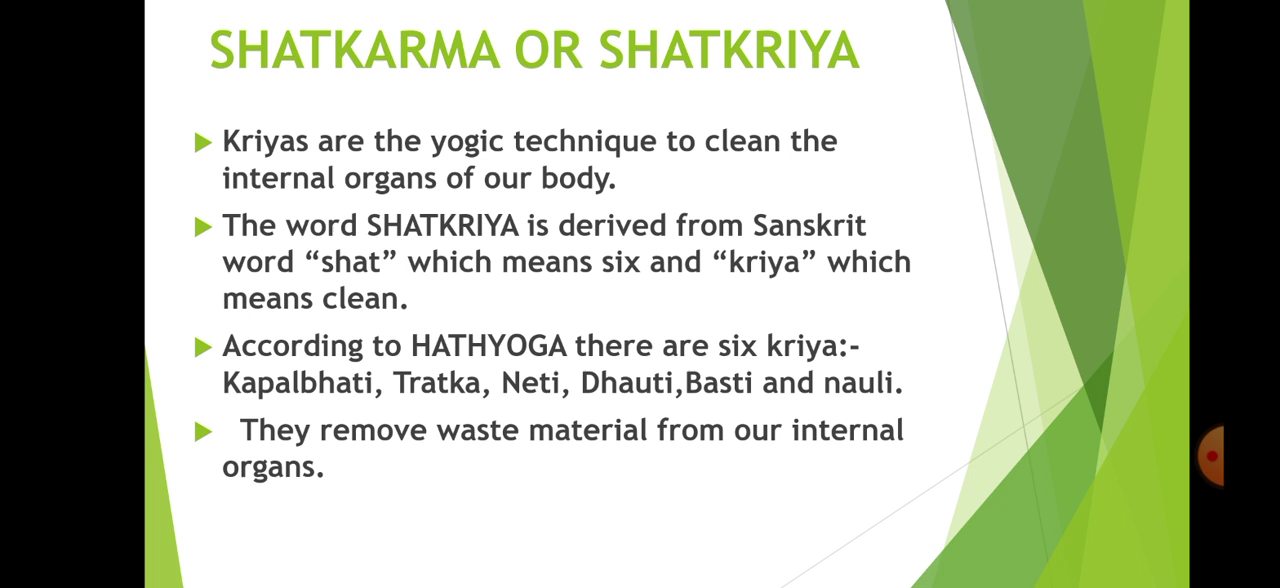 SHATKARMA OR SHATKRIYA
Kriyas are the yogic technique to clean the
internal organs of our body.
The word SHATKRIYA is derived from Sanskrit
word “shat” which means six and “kriya” which
means clean.
According to HATHYOGA there are six kriya:-
Kapalbhati, Tratka, Neti, Dhauti,Basti and nauli.
They remove waste material from our internal
organs.